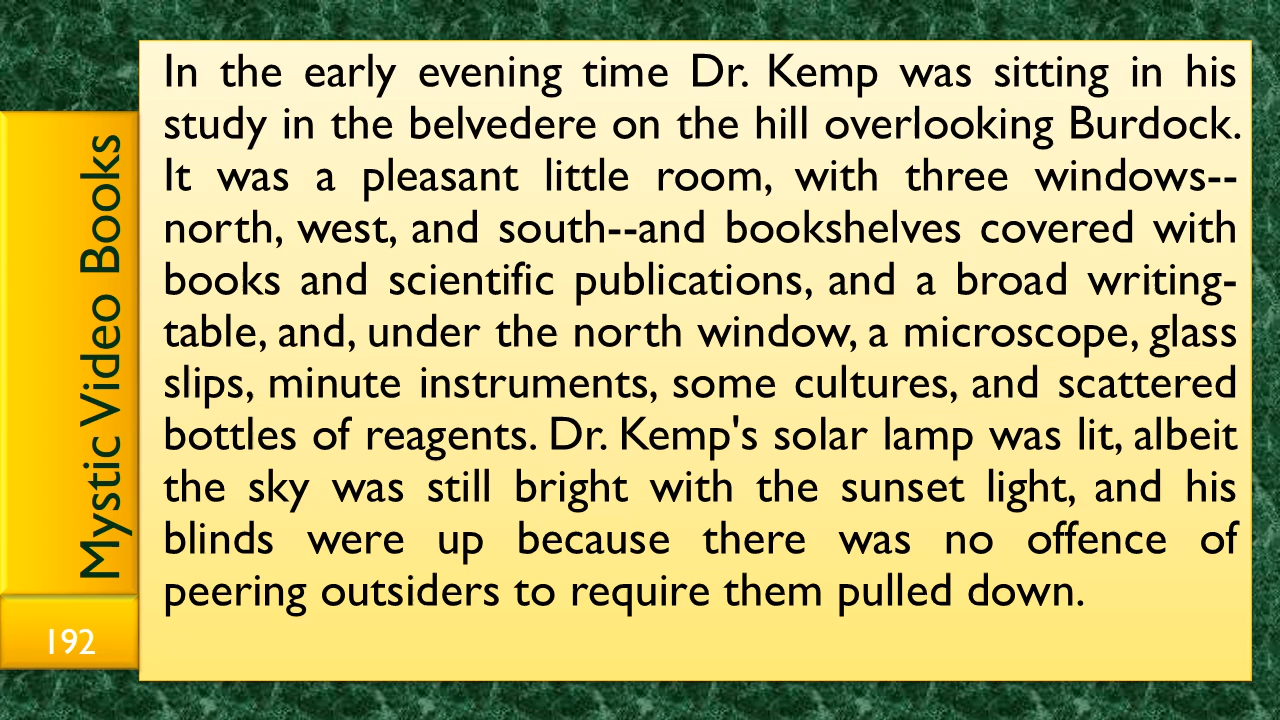 In the early evening time Dr. Kemp was sitting in his
study in the belvedere on the hill overlooking Burdock.
It was a pleasant little room, with three windows--
north, west, and south--and bookshelves covered with
books and scientific publications, and a broad writing-
table, and, under the north window, a microscope, glass
slips, minute instruments, some cultures, and scattered
bottles of reagents. Dr. Kemp's solar lamp was lit, albeit
the sky was still bright with the sunset light, and his
blinds were up because there was no offence of
peering outsiders to require them pulled down.
Mystic Video Books
192